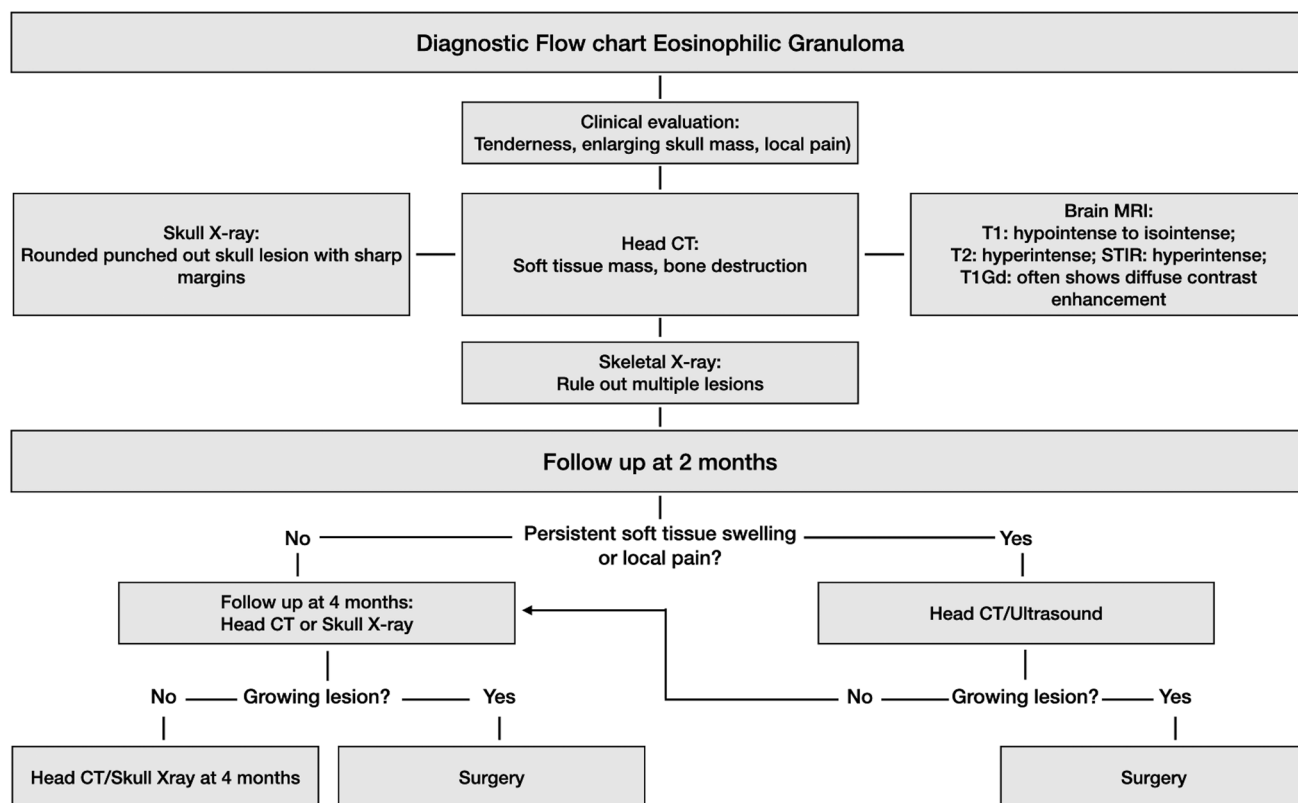 Diagnostic Flow chart Eosinophilic Granuloma
Clinical evaluation:
Tenderness, enlarging skull mass, local pain)
Skull X-ray:
Rounded punched out skull lesion with sharp
margins
Head CT:
Soft tissue mass, bone destruction
Brain MRI:
T1: hypointense to isointense;
T2: hyperintense; STIR: hyperintense;
T1Gd: often shows diffuse contrast
enhancement
Skeletal X-ray:
Rule out multiple lesions
Follow up at 2 months
No
Persistent soft tissue swelling
or local pain?
Yes
Follow up at 4 months:
Head CT or Skull X-ray
Head CT/Ultrasound
No
Growing lesion?
Yes
No
Growing lesion?
Yes
Head CT/Skull Xray at 4 months
Surgery
Surgery